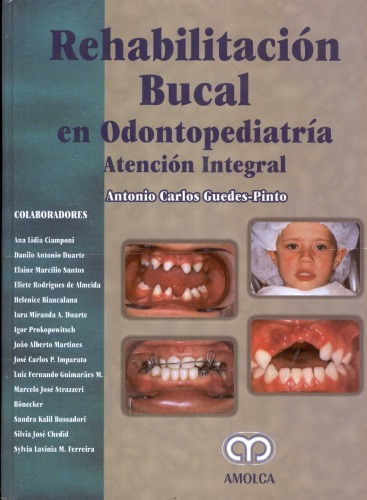 Rehabilitación
Bucal
en Odontopediatría
Atención Integral
Antonio Carlos Guedes-Pinto
COLABORADORES
Ana Lidia Ciamponi
Danilo Antonio Duarte
Elaine Marcilio Santos
Eliete Rodrigues de Almeida
Helenice Biancalana
Iara Miranda A. Duarte
Igor Prokopowitsch
João Alberto Martines
José Carlos P. Imparato
Luiz Fernando Guimarães M.
Marcelo José Strazzeri
Bönecker
Sandra Kalil Bussadori
Silvia José Chedid
Sylvia Lavinia M. Ferreira
AMOLCA